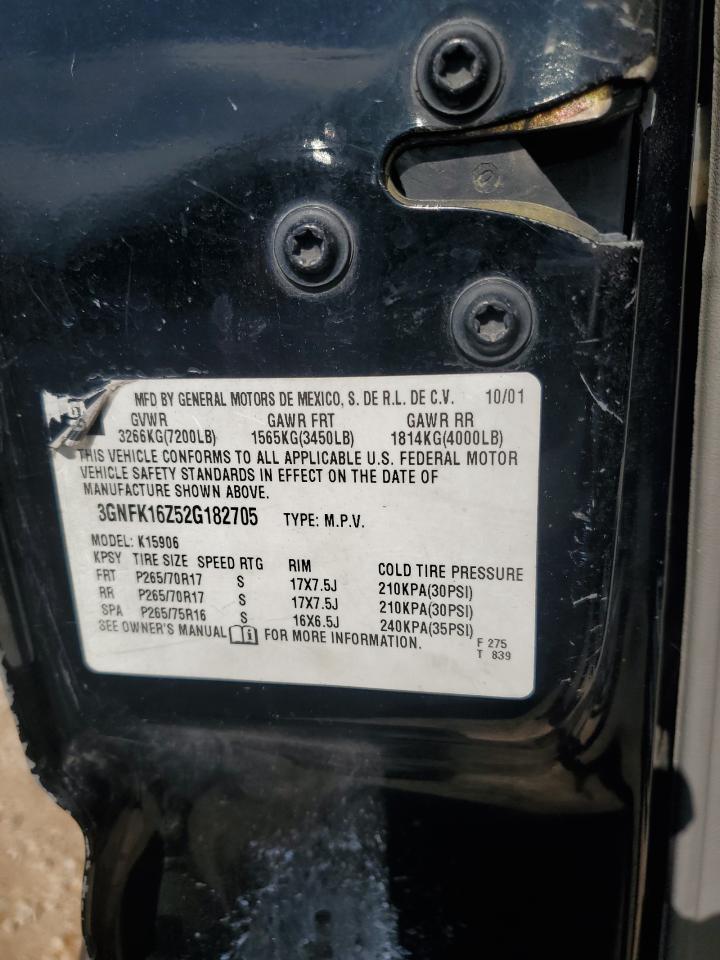 MFD BY GENERAL MOTORS DE MEXICO, S. DE R.L. DE C.V. 10/01
GVWR GAWR FRT GAWR RR
3266KG(7200LB) 1565KG(3450LB) 1814KG(4000LB)
THIS VEHICLE CONFORMS TO ALL APPLICABLE U.S. FEDERAL MOTOR
VEHICLE SAFETY STANDARDS IN EFFECT ON THE DATE OF
MANUFACTURE SHOWN ABOVE.
3GNFK16Z52G182705 TYPE: M.P.V.
MODEL: K15906
KPSY TIRE SIZE SPEED RTG RIM COLD TIRE PRESSURE
FRT P265/70R17 S 17X7.5J 210KPA(30PSI)
RR P265/70R17 S 17X7.5J 210KPA(30PSI)
SPA P265/75R16 S 16X6.5J 240KPA(35PSI)
SEE OWNER'S MANUAL FOR MORE INFORMATION.
F 275
T 839